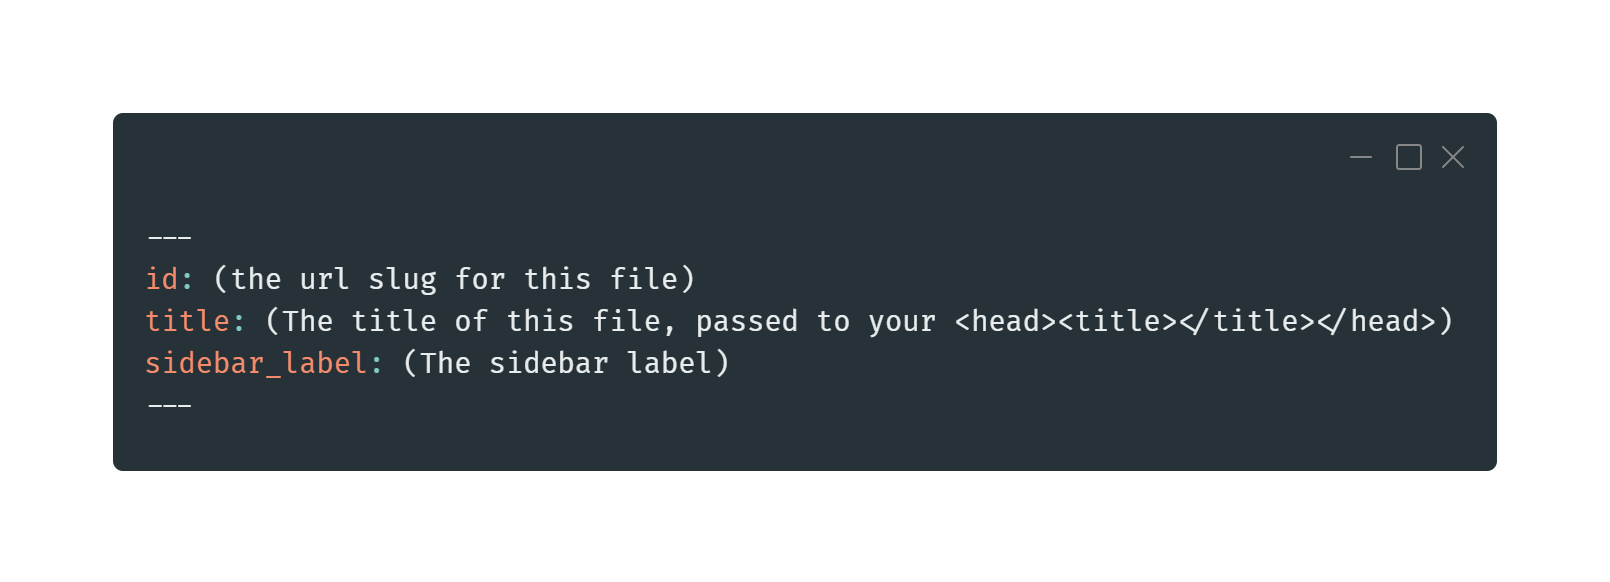 ---
id: (the url slug for this file)
title: (The title of this file, passed to your <head><title></title></head>)
sidebar_label: (The sidebar label)
---